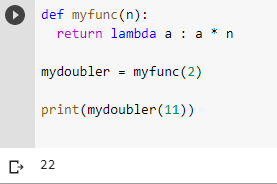 def myfunc(n):
  return lambda a : a * n

mydoubler = myfunc(2)

print(mydoubler(11))

22